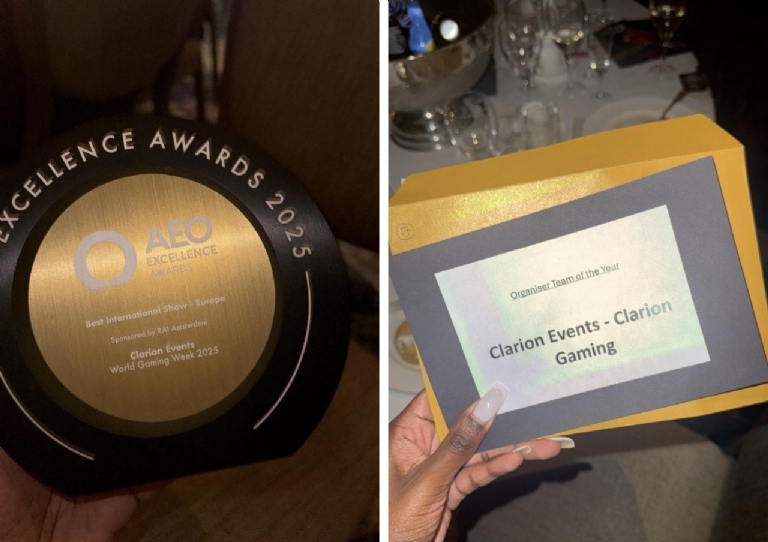 EXCELLENCE AWARDS 2025
AEO
EXCELLENCE
AWARDS
Best International Show - Europe
Sponsored by RAI Amsterdam
Clarion Events
World Gaming Week 2025
Organiser Team of the Year
Clarion Events - Clarion
Gaming